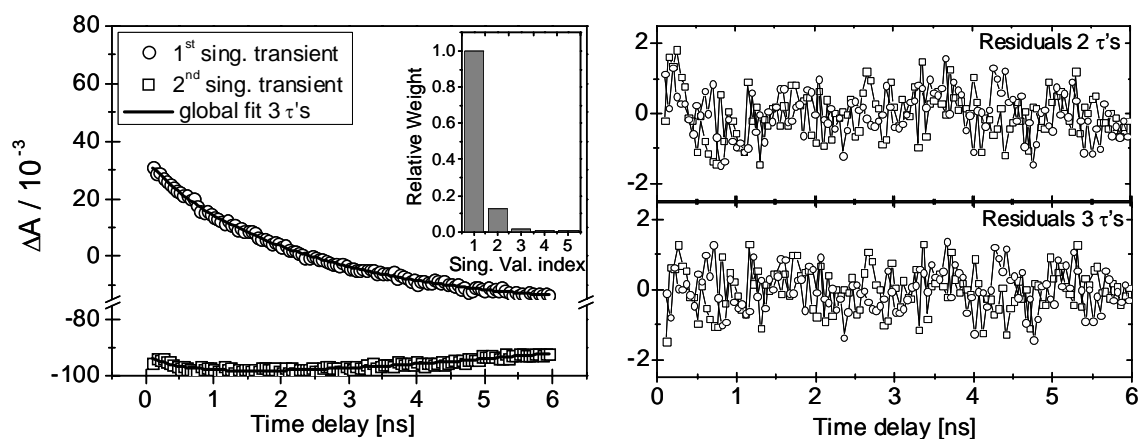 80
60
40
20
0
-80
-100
ΔA / 10⁻³
1ˢᵗ sing. transient
2ⁿᵈ sing. transient
global fit 3 τ's
1.0
0.8
0.6
0.4
0.2
0.0
Relative Weight
1 2 3 4 5
Sing. Val. index
0 1 2 3 4 5 6
Time delay [ns]
Residuals 2 τ's
2
0
-2
Residuals 3 τ's
2
0
-2
0 1 2 3 4 5 6
Time delay [ns]